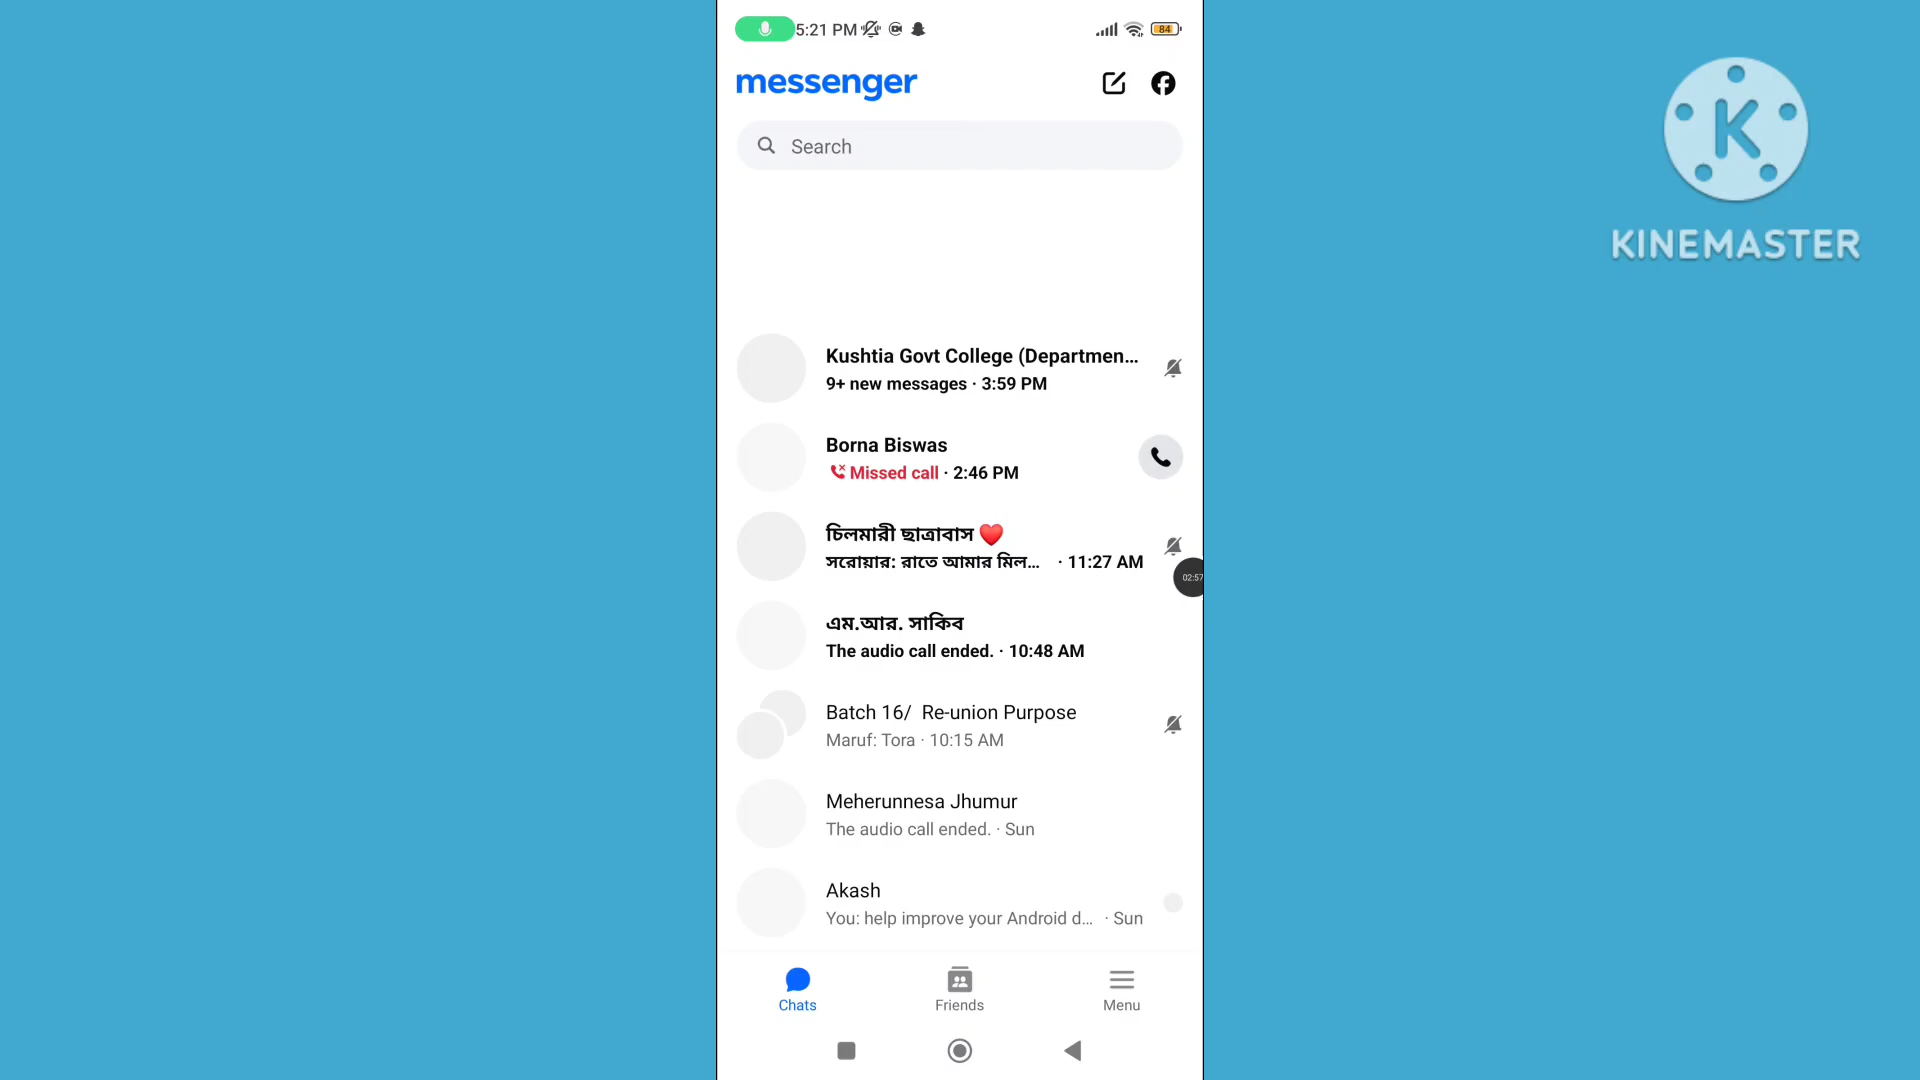 5:21 PM
84
messenger
Search
Kushtia Govt College (Departmen...
9+ new messages · 3:59 PM
Borna Biswas
Missed call · 2:46 PM
চিলমারী ছাত্রাবাস ❤️
সরোয়ার: রাতে আমার মিল... · 11:27 AM
02:57
এম.আর. সাকিব
The audio call ended. · 10:48 AM
Batch 16/ Re-union Purpose
Maruf: Tora · 10:15 AM
Meherunnesa Jhumur
The audio call ended. · Sun
Akash
You: help improve your Android d... · Sun
Chats
Friends
Menu
K
KINEMASTER